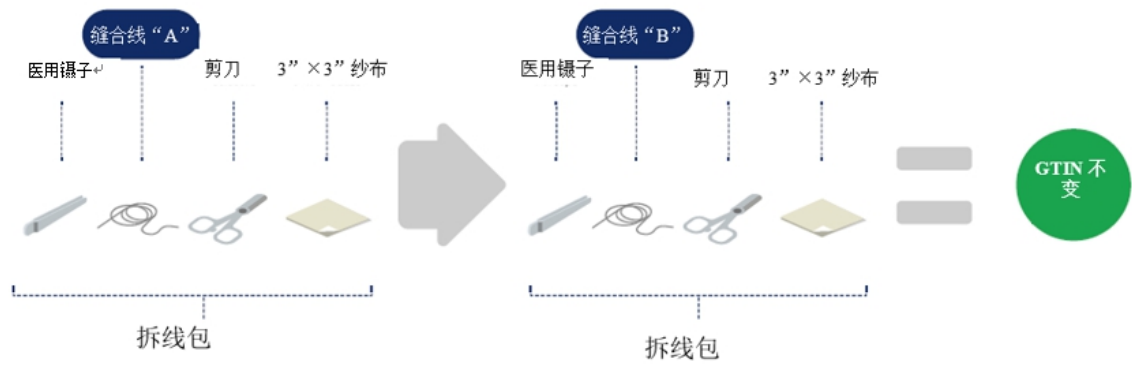 缝合线“A”
医用镊子↵
剪刀
3”×3”纱布
拆线包
缝合线“B”
医用镊子
剪刀
3”×3”纱布
拆线包
GTIN 不
变